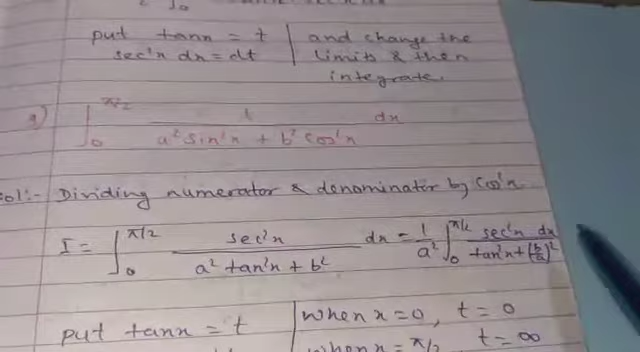 2 ∫0
put tanx = t | and change the
sec²x dx = dt | limits & then
integrate.
9) ∫0^π/2 1 / (a² sin²x + b² cos²x) dx
Sol:- Dividing numerator & denominator by cos²x
I = ∫0^π/2 sec²x / (a² tan²x + b²) dx = 1/a² ∫0^π/2 sec²x dx / (tan²x + (b/a)²)
put tanx = t | when x = 0, t = 0
when x = π/2 t = ∞